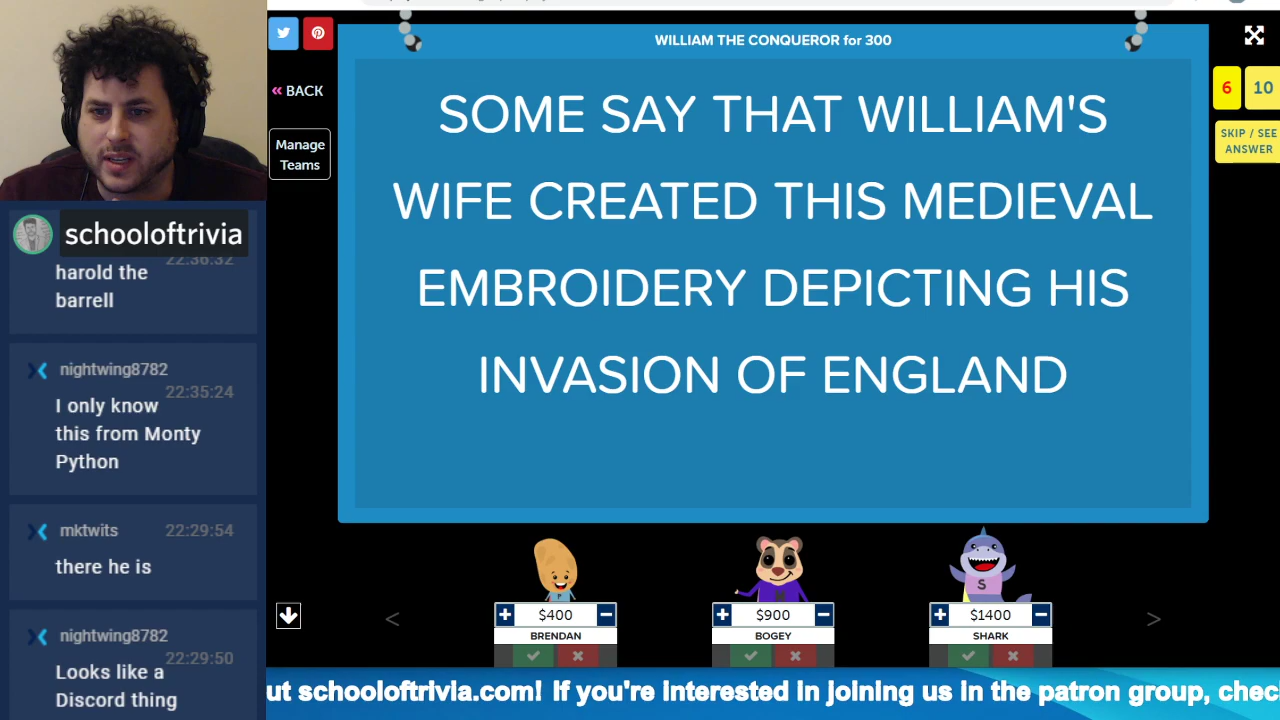 WILLIAM THE CONQUEROR for 300
« BACK
Manage
Teams
SOME SAY THAT WILLIAM'S
WIFE CREATED THIS MEDIEVAL
EMBROIDERY DEPICTING HIS
INVASION OF ENGLAND
6 10
SKIP / SEE
ANSWER
schooloftrivia
22:36:32
harold the
barrell
nightwing8782
22:35:24
I only know
this from Monty
Python
mktwits 22:29:54
there he is
nightwing8782
22:29:50
Looks like a
Discord thing
S
< + $400 − + $900 − + $1400 − >
BRENDAN BOGEY SHARK
ut schooloftrivia.com! If you're interested in joining us in the patron group, chec